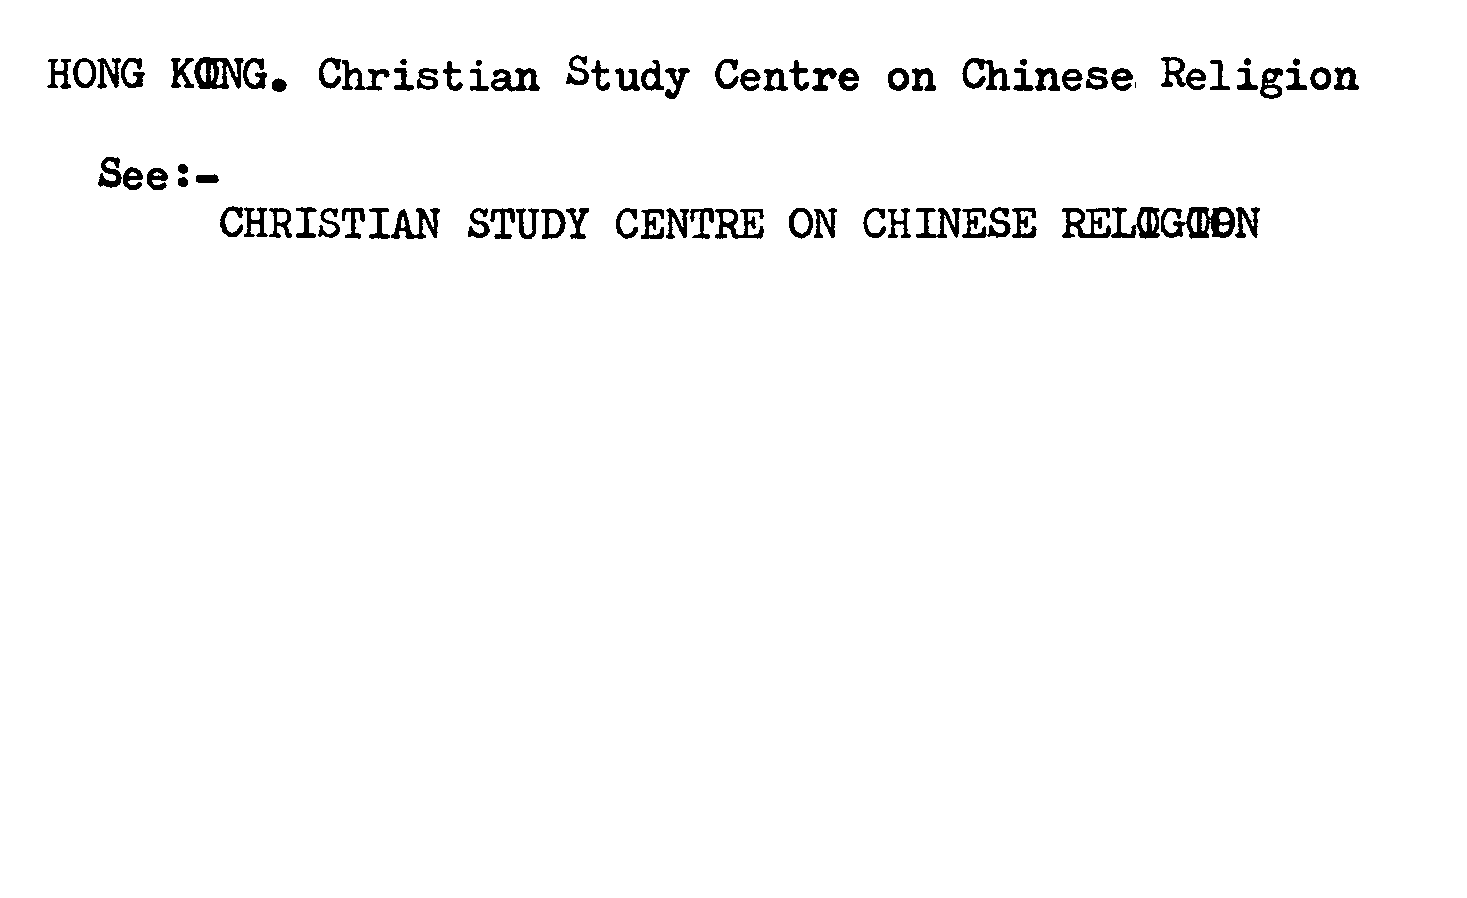 HONG KONG. Christian Study Centre on Chinese Religion
See:-
CHRISTIAN STUDY CENTRE ON CHINESE RELIGION